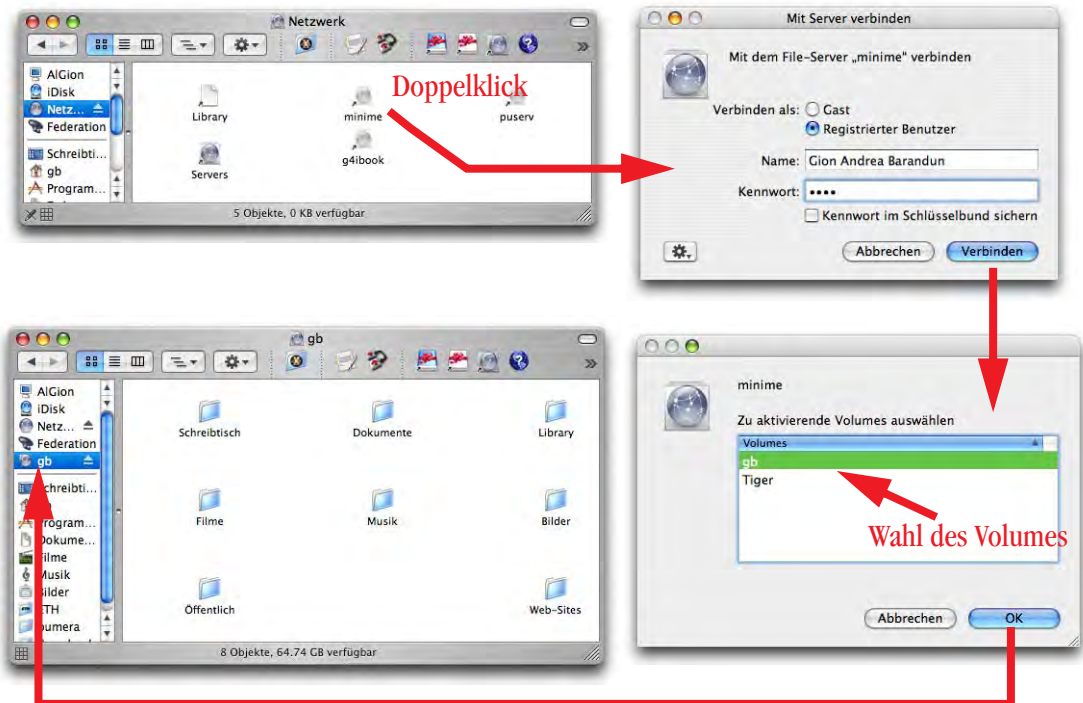 Netzwerk
AlGion
iDisk
Netz...
Federation
Schreibti...
gb
Program...
Library
minime
puserv
Servers
g4ibook
5 Objekte, 0 KB verfügbar
Doppelklick
Mit Server verbinden
Mit dem File-Server „minime“ verbinden
Verbinden als: Gast
Registrierter Benutzer
Name: Gion Andrea Barandun
Kennwort: ••••
Kennwort im Schlüsselbund sichern
Abbrechen Verbinden
gb
AlGion
iDisk
Netz...
Federation
gb
Schreibti...
Program...
Dokume...
Filme
Musik
Bilder
ETH
pumera
Schreibtisch Dokumente Library
Filme Musik Bilder
Öffentlich Web-Sites
8 Objekte, 64.74 GB verfügbar
minime
Zu aktivierende Volumes auswählen
Volumes
gb
Tiger
Wahl des Volumes
Abbrechen OK